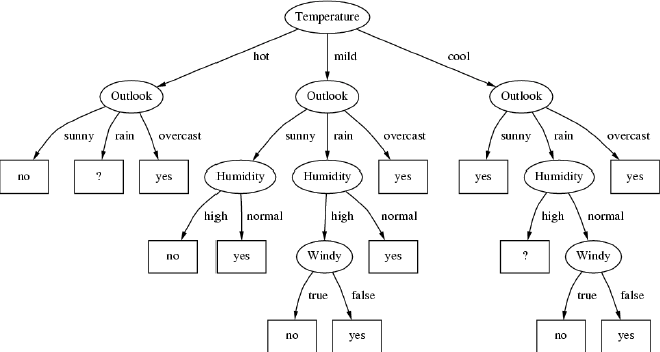 Temperature
hot mild cool
Outlook Outlook Outlook
sunny rain overcast sunny rain overcast sunny rain overcast
no ? yes Humidity Humidity yes yes Humidity yes
high normal high normal high normal
no yes Windy yes ? Windy
true false true false
no yes no yes